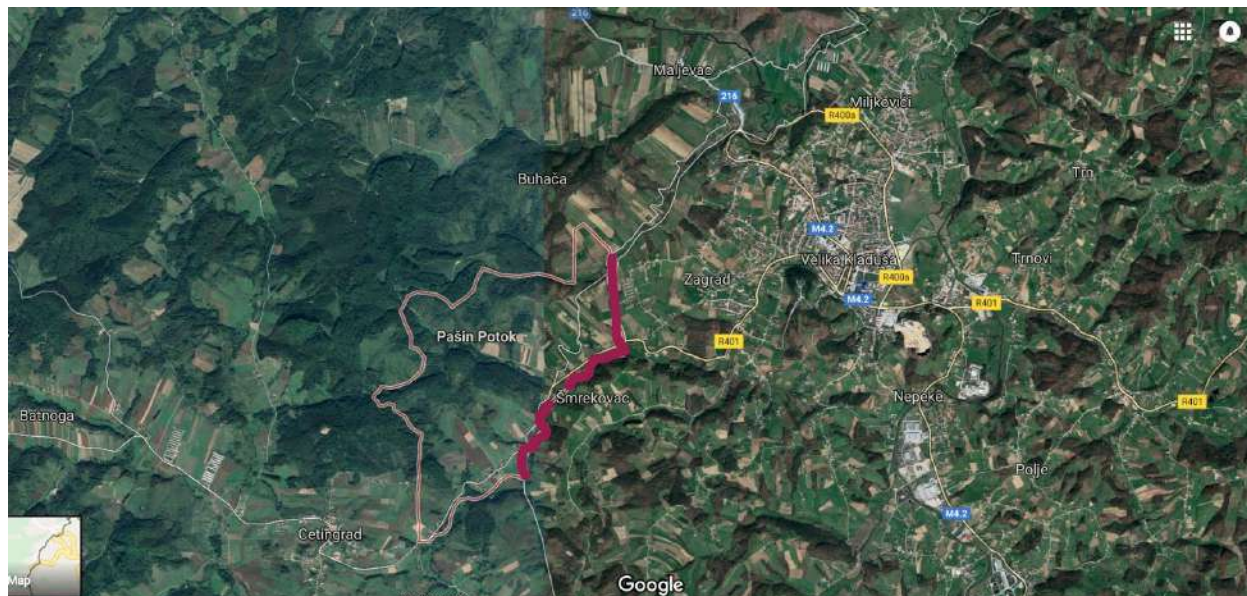 216
Maljevac
216
Miljkovići
R400a
Buhača
Trn
M4.2
Velika Kladuša
Trnovi
Zagrad
R400a
M4.2
R401
Pašin Potok
R401
Smrekovac
Nepeke
R401
Batnoga
Polje
M4.2
Cetingrad
Map
Google